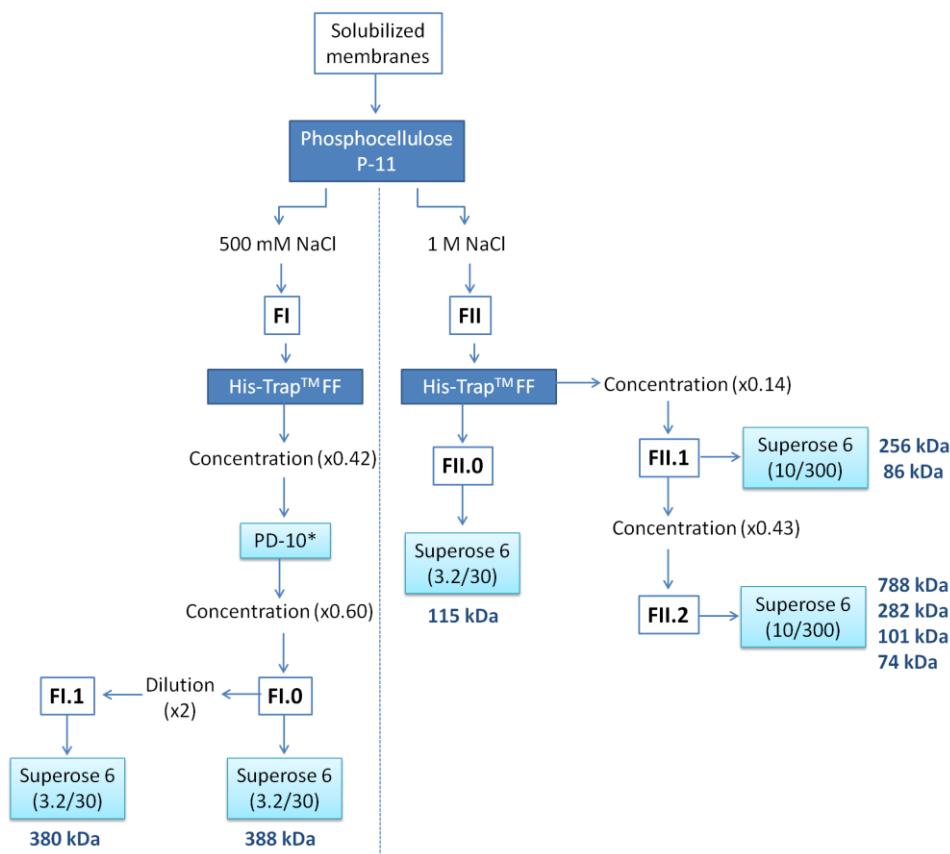 Solubilized
membranes
Phosphocellulose
P-11
500 mM NaCl
1 M NaCl
FI
FII
His-Trap™ FF
His-Trap™ FF
Concentration (x0.14)
Concentration (x0.42)
FII.0
FII.1
Superose 6
(10/300)
256 kDa
86 kDa
PD-10*
Superose 6
(3.2/30)
115 kDa
Concentration (x0.43)
Concentration (x0.60)
FII.2
Superose 6
(10/300)
788 kDa
282 kDa
101 kDa
74 kDa
FI.1
Dilution
(x2)
FI.0
Superose 6
(3.2/30)
380 kDa
Superose 6
(3.2/30)
388 kDa